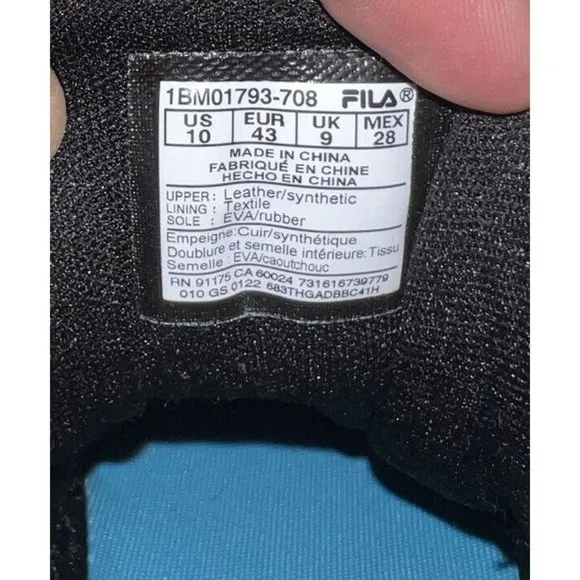 1BM01793-708 FILA®
US EUR UK MEX
10 43 9 28
MADE IN CHINA
FABRIQUÉ EN CHINE
HECHO EN CHINA
UPPER: Leather/synthetic
LINING: Textile
SOLE: EVA/rubber
Empeigne:Cuir/synthétique
Doublure et semelle intérieure:Tissu
Semelle:EVA/caoutchouc
RN 91175 CA 60024 731616739779
010 GS 0122 683THGADBBC41H